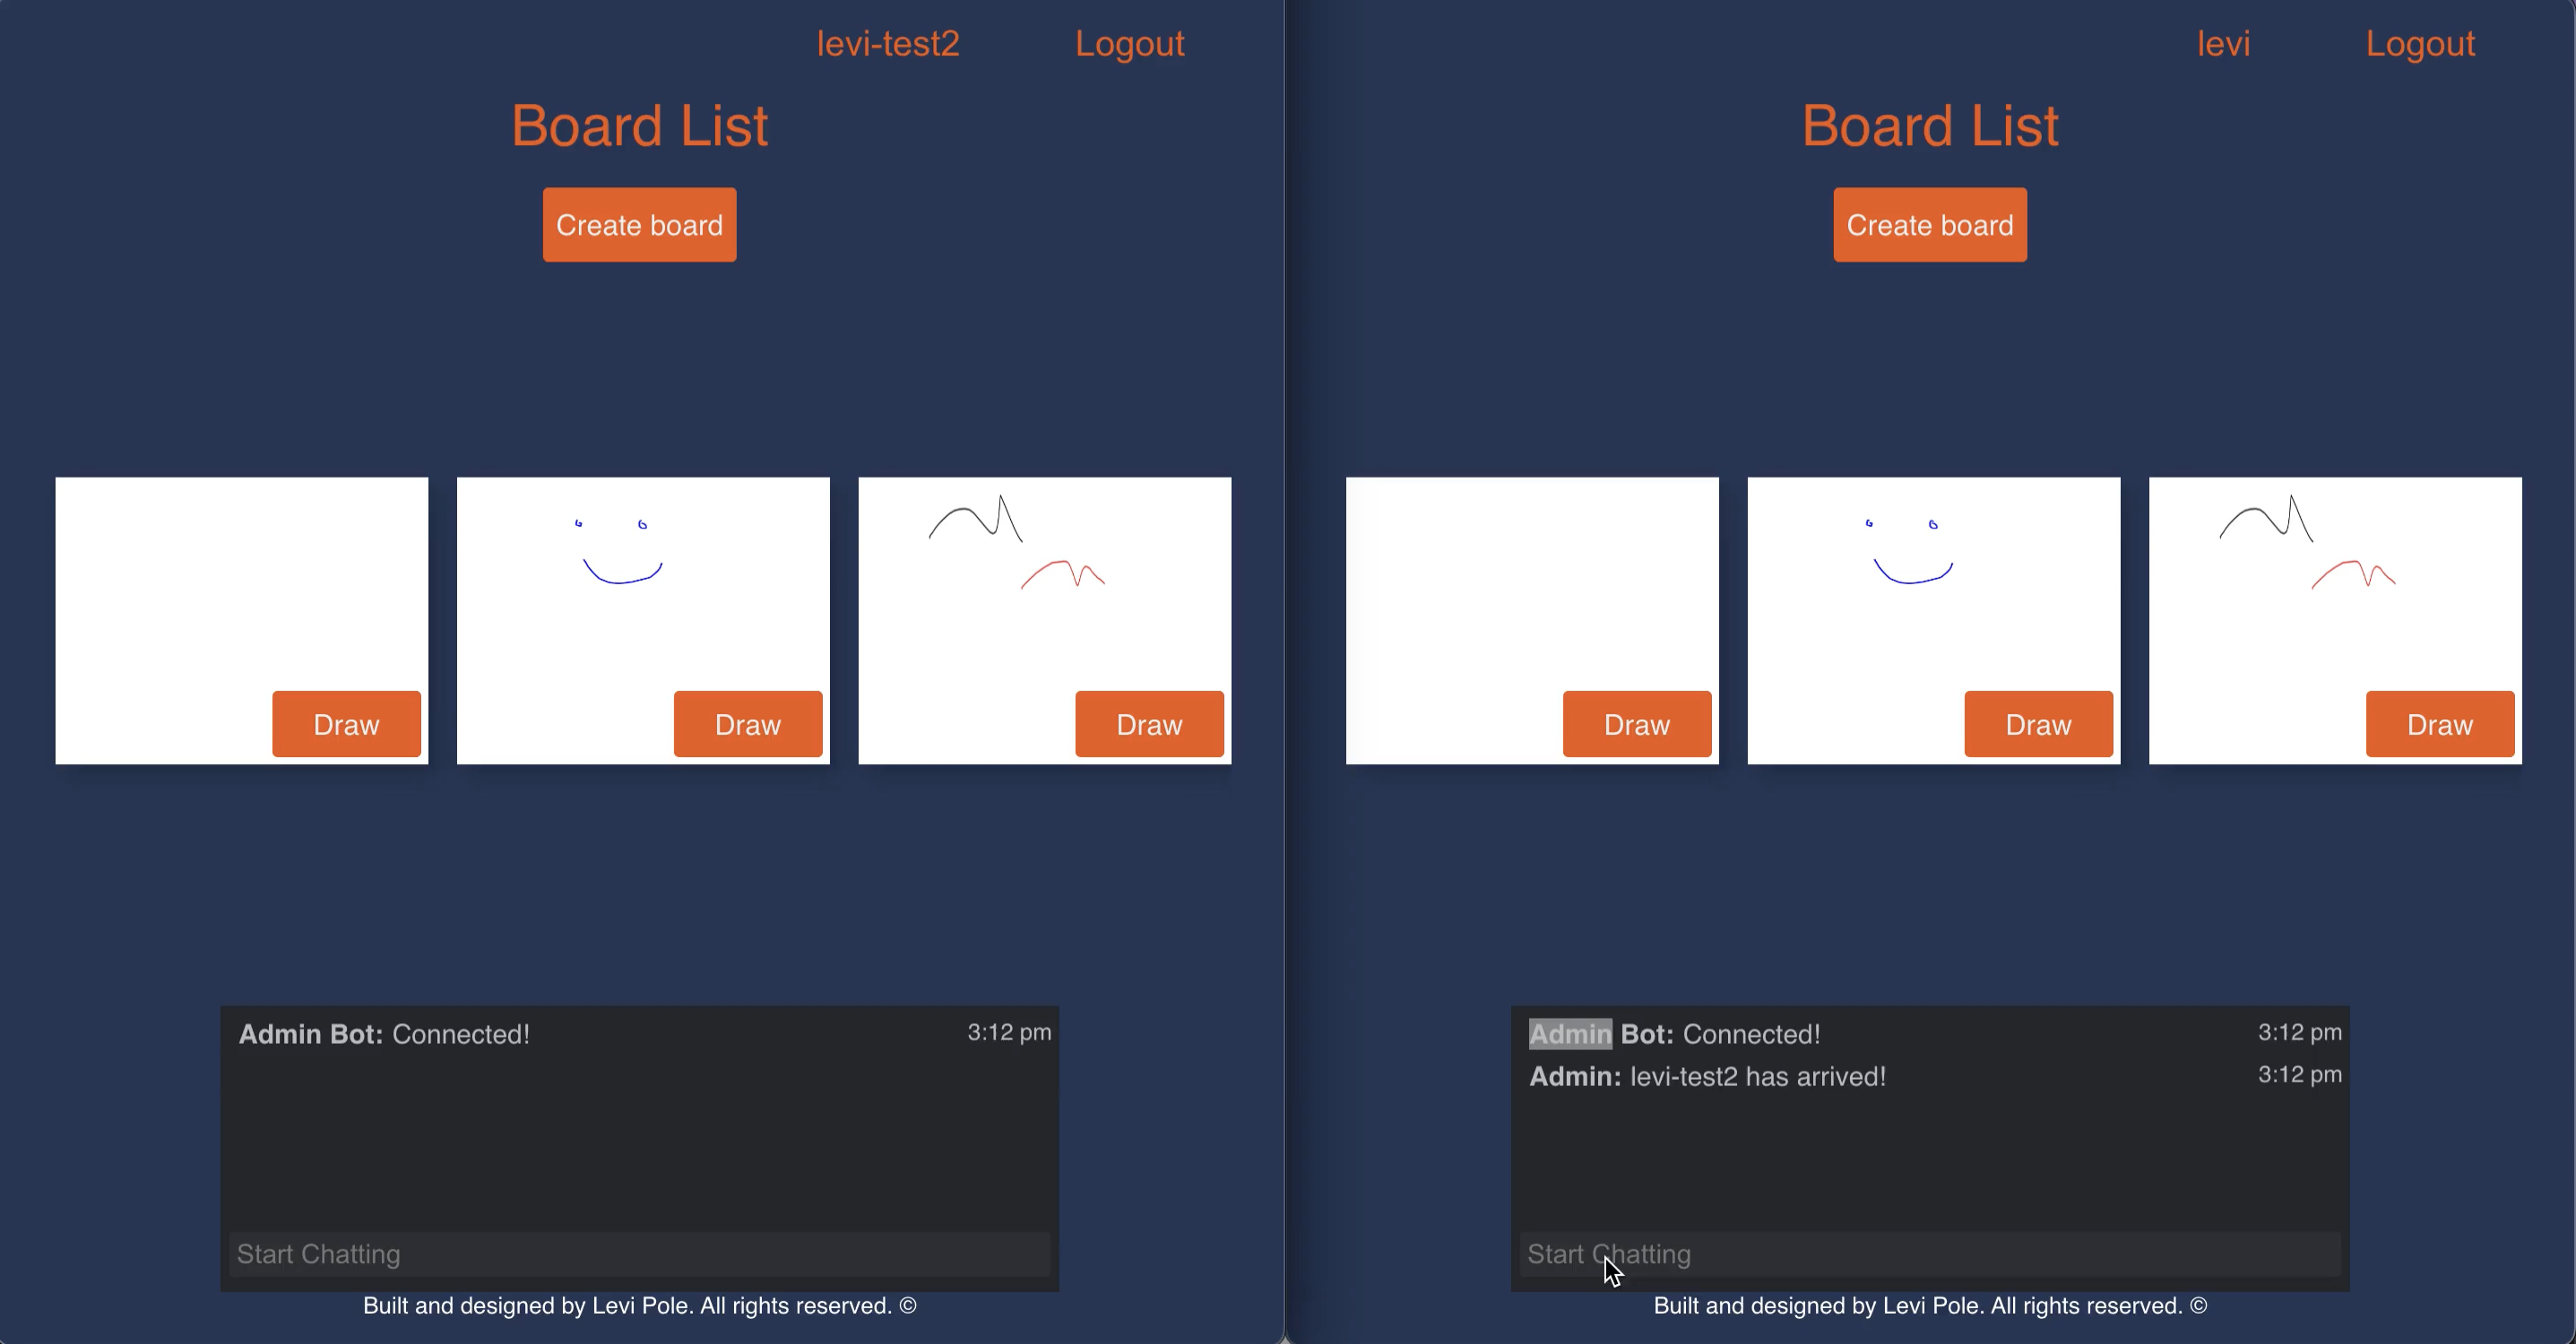 levi-test2 Logout
Board List
Create board
Draw Draw Draw
Admin Bot: Connected! 3:12 pm
Start Chatting
Built and designed by Levi Pole. All rights reserved. ©
levi Logout
Board List
Create board
Draw Draw Draw
Admin Bot: Connected! 3:12 pm
Admin: levi-test2 has arrived! 3:12 pm
Start Chatting
Built and designed by Levi Pole. All rights reserved. ©